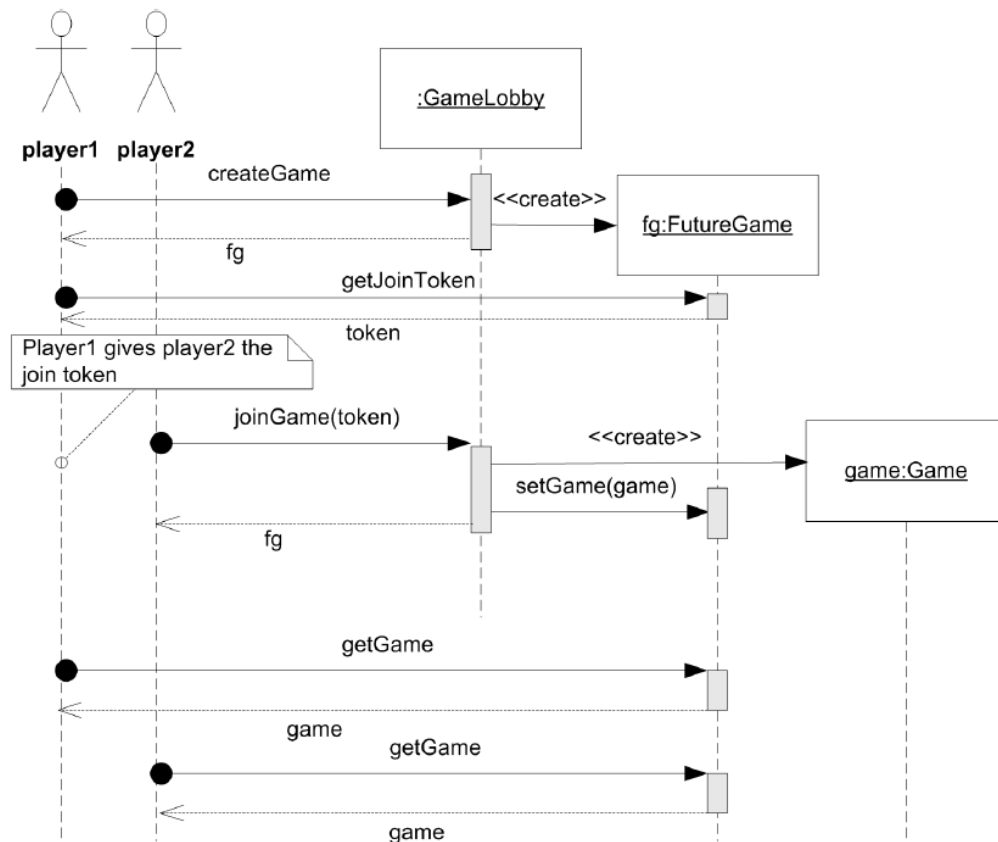 :GameLobby
player1
player2
createGame
<<create>>
fg:FutureGame
fg
getJoinToken
token
Player1 gives player2 the
join token
joinGame(token)
<<create>>
game:Game
setGame(game)
fg
getGame
game
getGame
game